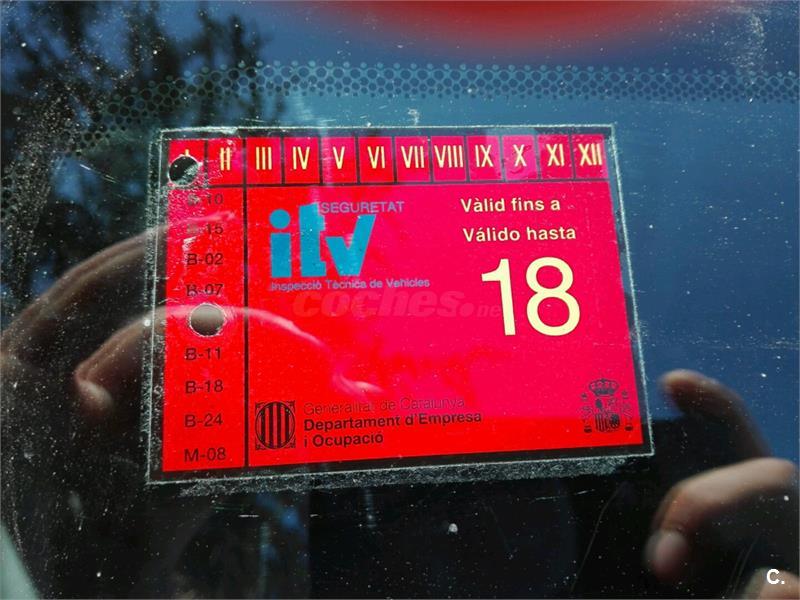 II III IV V VI VII VIII IX X XI XII
B-10
B-15
B-02
B-07
B-11
B-18
B-24
M-08
SEGURETAT
itv
Inspecció Tècnica de Vehicles
Vàlid fins a
Válido hasta
18
coches.net
Generalitat de Catalunya
Departament d'Empresa
i Ocupació
C.